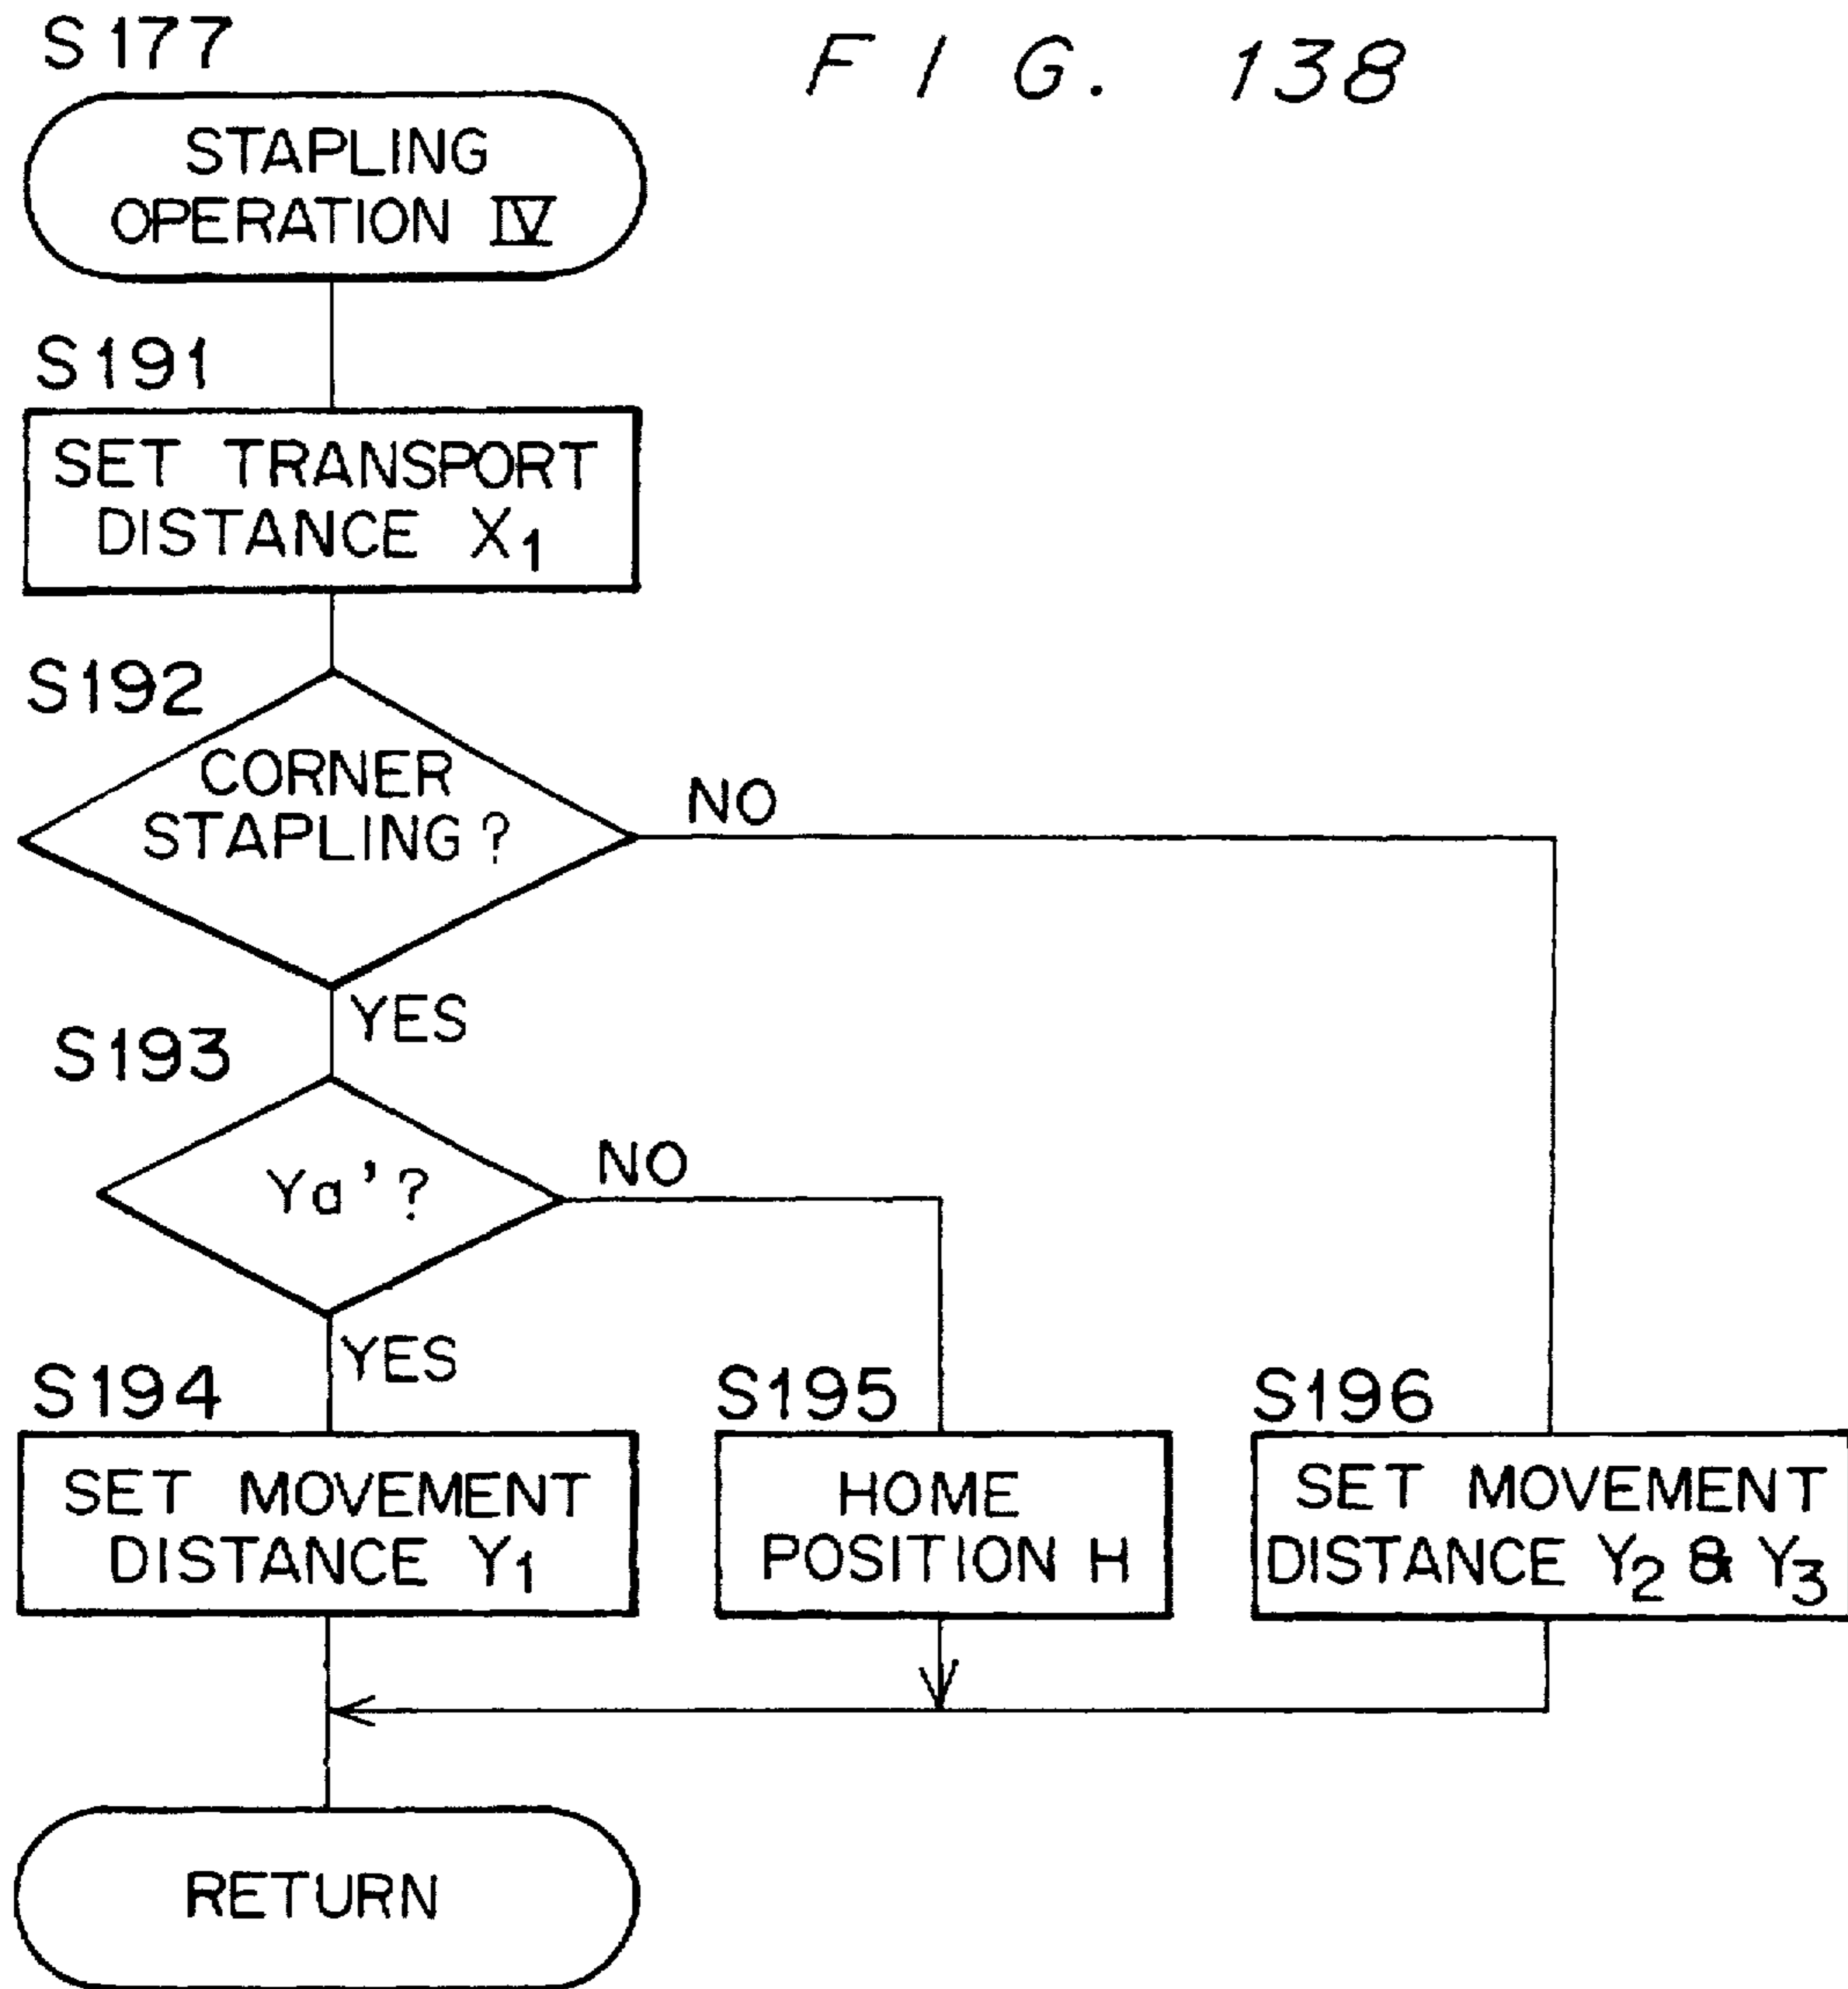 S177
FIG. 138
STAPLING
OPERATION IV
S191
SET TRANSPORT
DISTANCE X1
S192
CORNER
STAPLING?
NO
YES
S193
Ya'?
NO
YES
S194
SET MOVEMENT
DISTANCE Y1
S195
HOME
POSITION H
S196
SET MOVEMENT
DISTANCE Y2 & Y3
RETURN